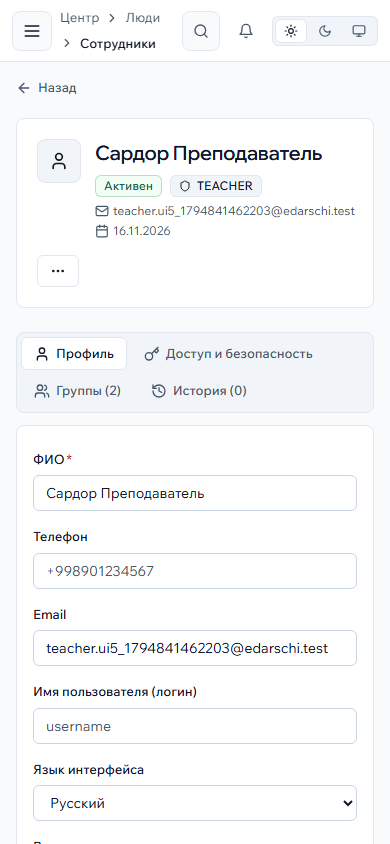 Центр > Люди
> Сотрудники
Назад
Сардор Преподаватель
Активен TEACHER
teacher.ui5_1794841462203@edarschi.test
16.11.2026
Профиль Доступ и безопасность
Группы (2) История (0)
ФИО*
Сардор Преподаватель
Телефон
+998901234567
Email
teacher.ui5_1794841462203@edarschi.test
Имя пользователя (логин)
username
Язык интерфейса
Русский